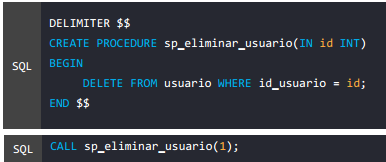 SQL
DELIMITER $$
CREATE PROCEDURE sp_eliminar_usuario(IN id INT)
BEGIN
    DELETE FROM usuario WHERE id_usuario = id;
END $$
SQL
CALL sp_eliminar_usuario(1);